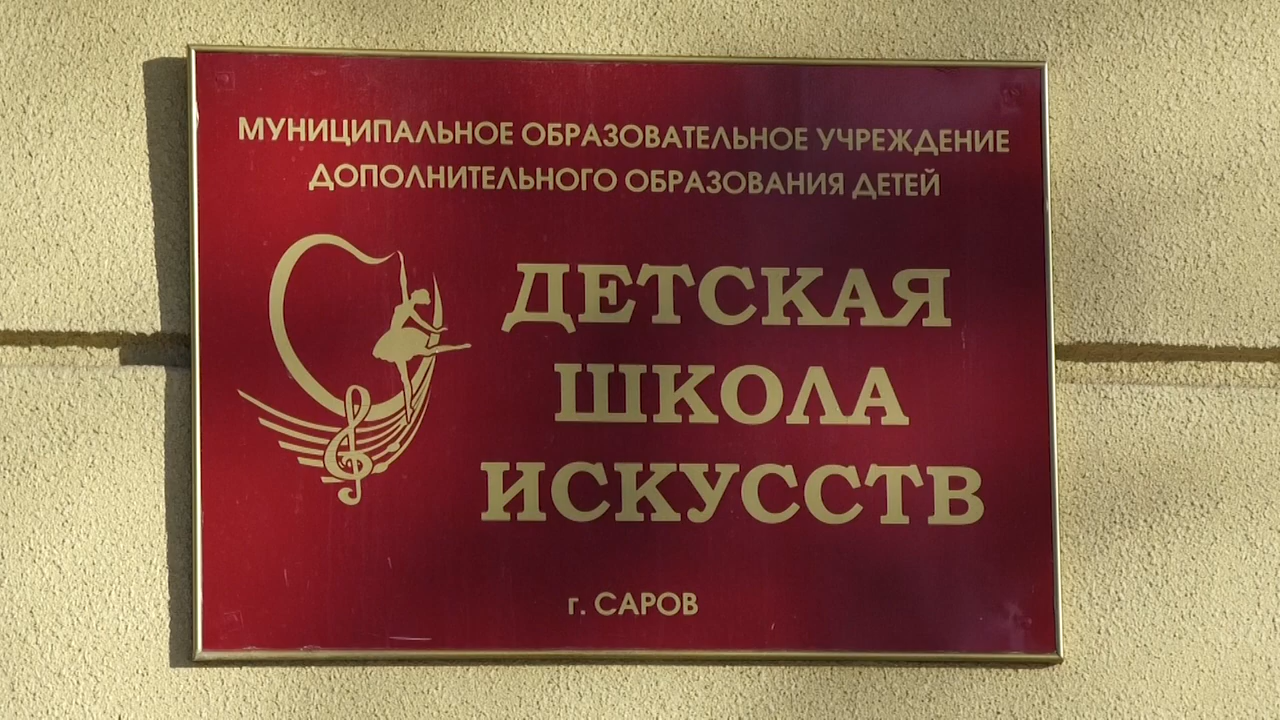 МУНИЦИПАЛЬНОЕ ОБРАЗОВАТЕЛЬНОЕ УЧРЕЖДЕНИЕ
ДОПОЛНИТЕЛЬНОГО ОБРАЗОВАНИЯ ДЕТЕЙ
ДЕТСКАЯ
ШКОЛА
ИСКУССТВ
г. САРОВ